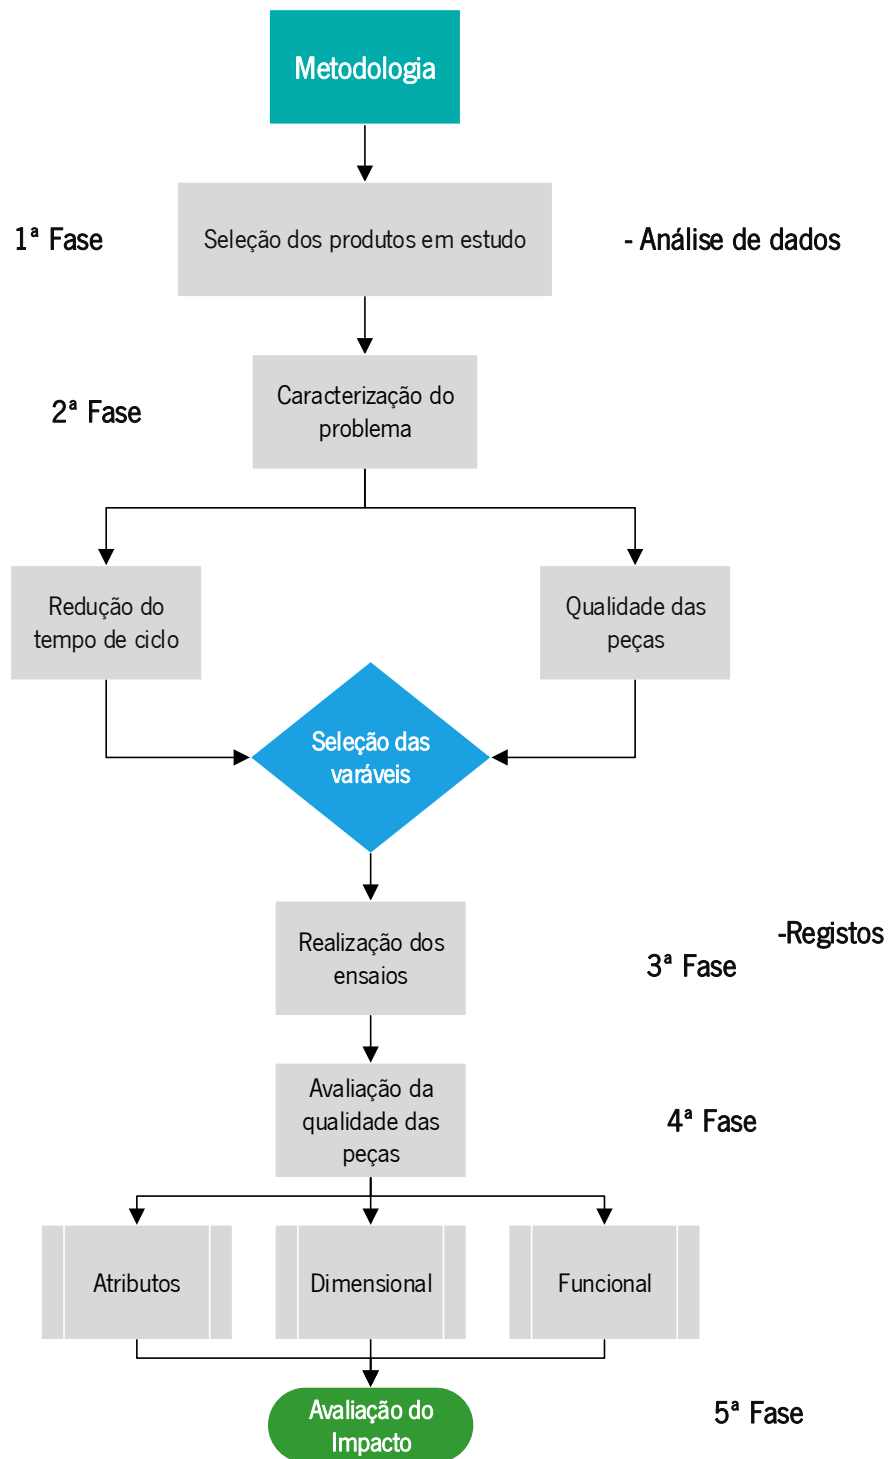 Metodologia
1ª Fase
Seleção dos produtos em estudo
- Análise de dados
2ª Fase
Caracterização do
problema
Redução do
tempo de ciclo
Qualidade das
peças
Seleção das
varáveis
Realização dos
ensaios
-Registos
3ª Fase
Avaliação da
qualidade das
peças
4ª Fase
Atributos
Dimensional
Funcional
Avaliação do
Impacto
5ª Fase